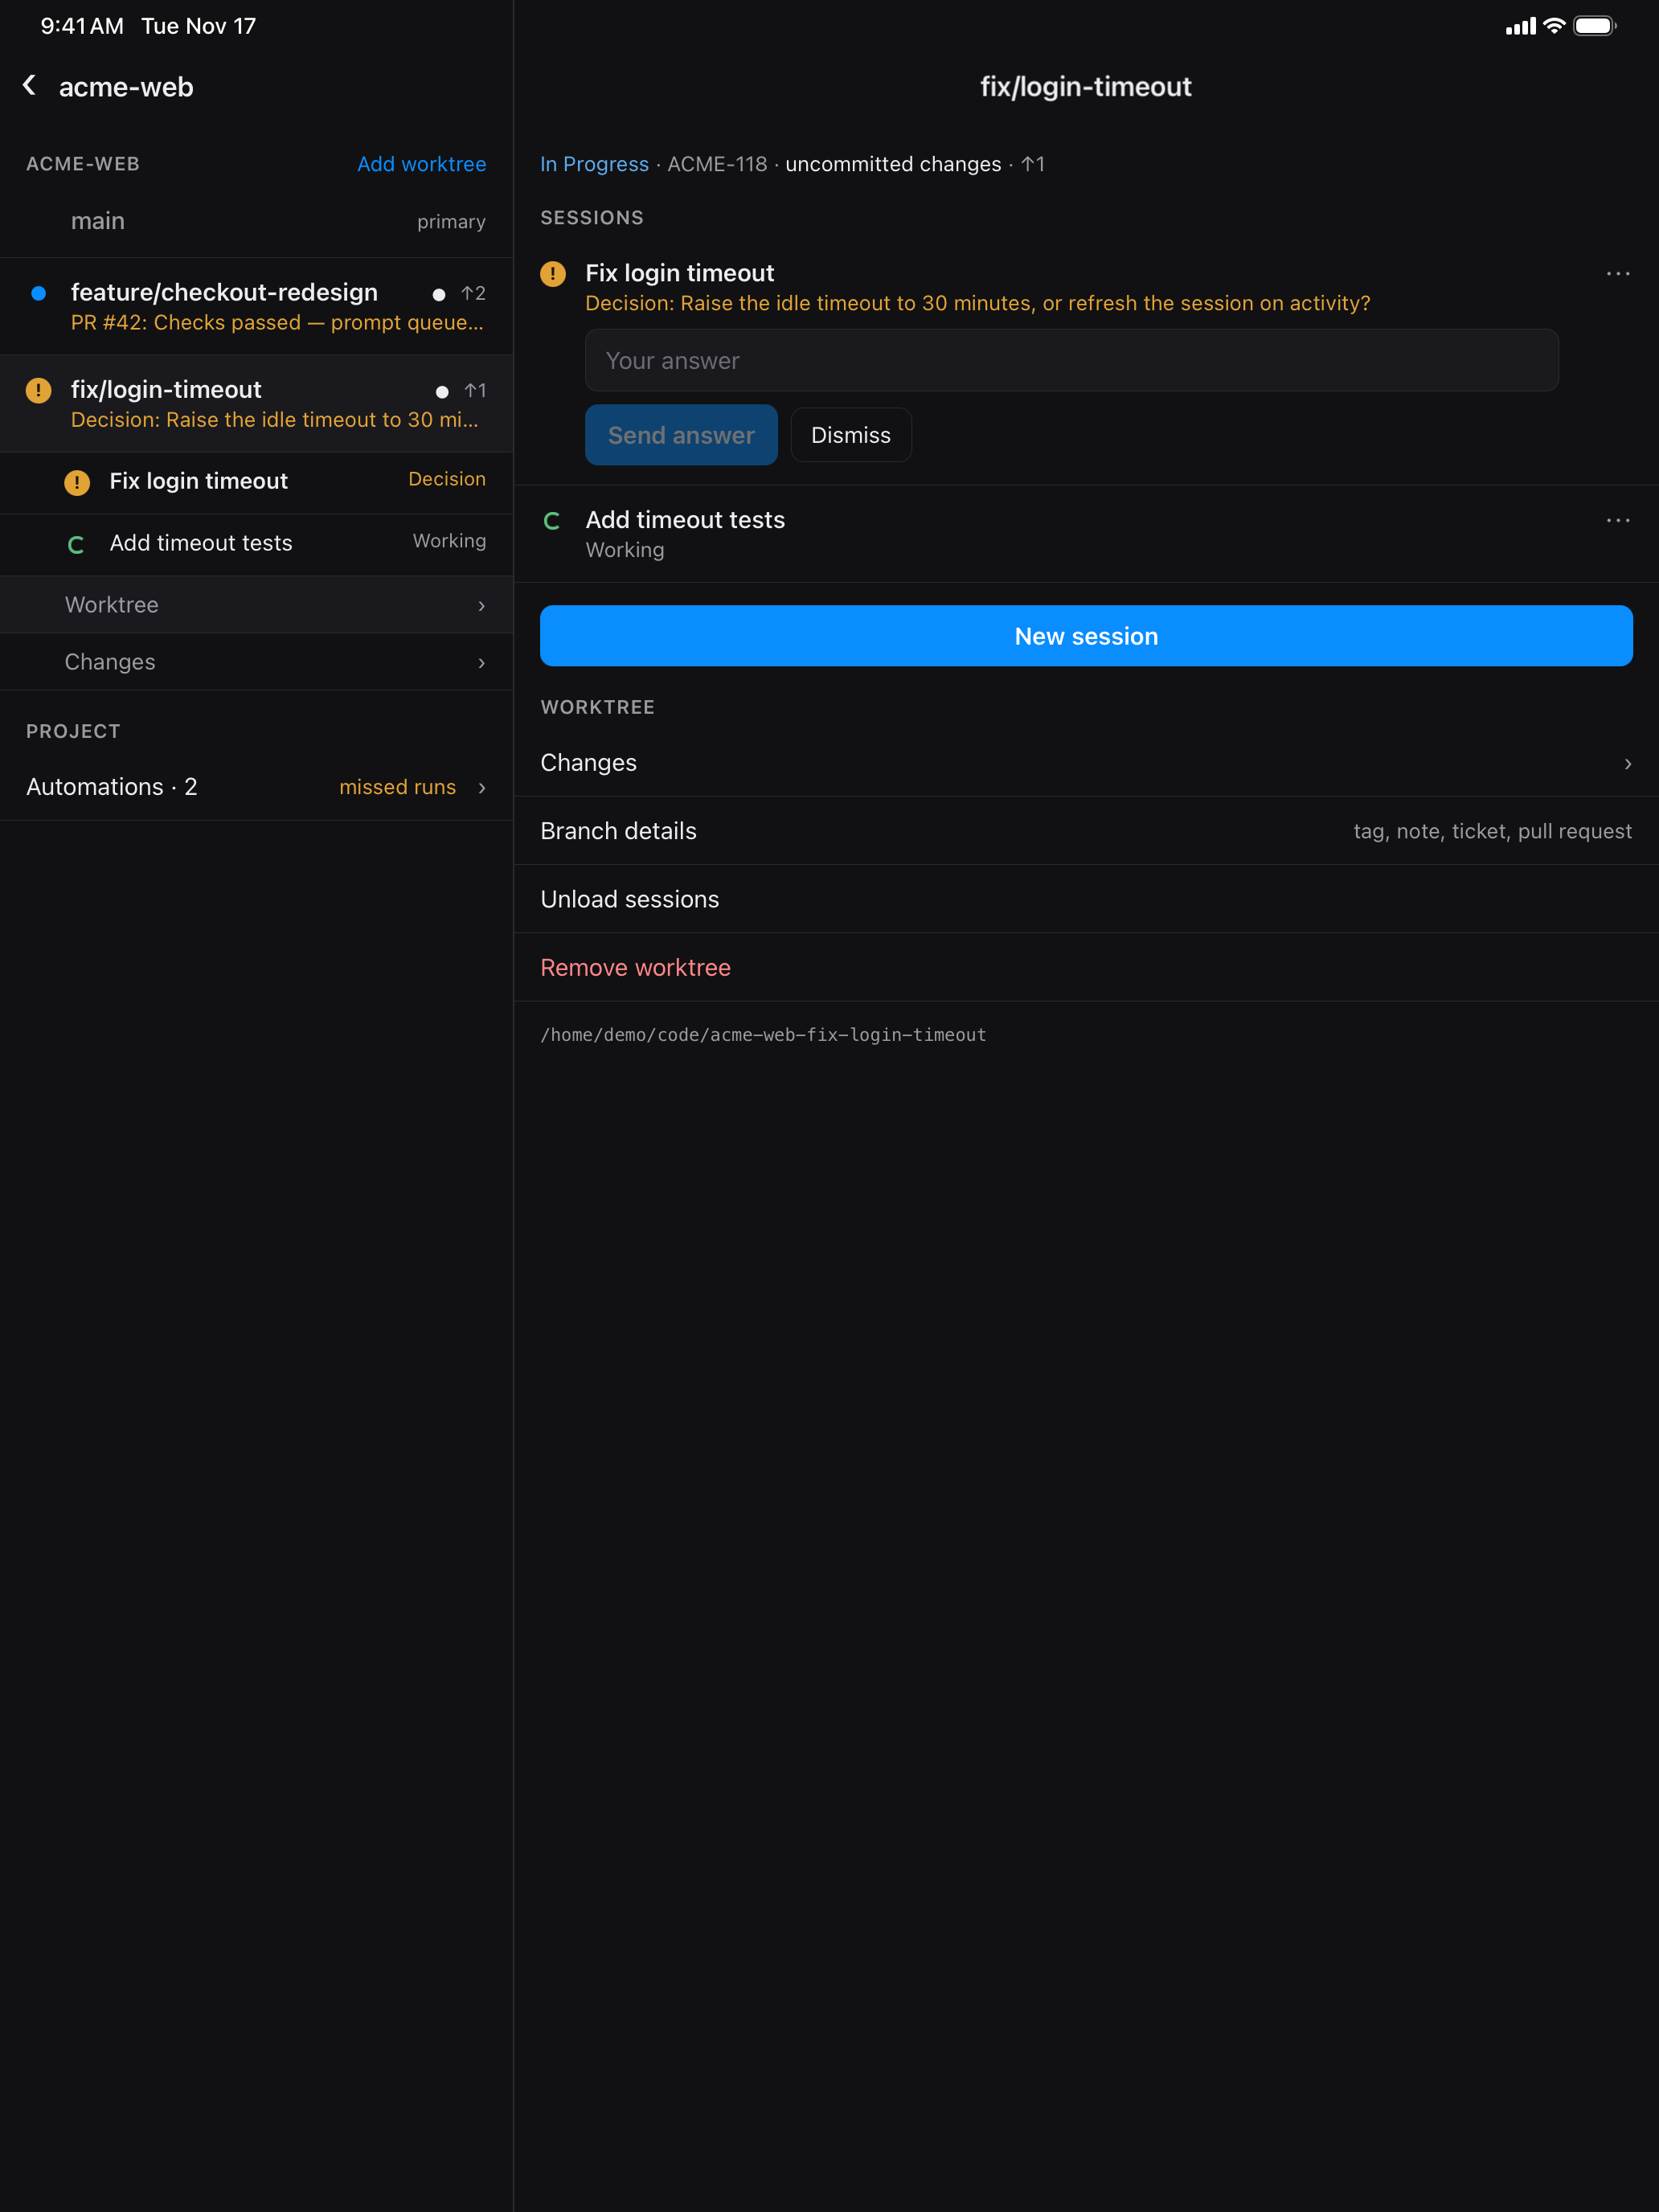 9:41 AM Tue Nov 17
acme-web
ACME-WEB Add worktree
main primary
feature/checkout-redesign ↑2
PR #42: Checks passed — prompt queue...
! fix/login-timeout ↑1
Decision: Raise the idle timeout to 30 mi...
! Fix login timeout Decision
Add timeout tests Working
Worktree ›
Changes ›
PROJECT
Automations · 2 missed runs ›
fix/login-timeout
In Progress · ACME-118 · uncommitted changes · ↑1
SESSIONS
! Fix login timeout ···
Decision: Raise the idle timeout to 30 minutes, or refresh the session on activity?
Your answer
Send answer Dismiss
Add timeout tests ···
Working
New session
WORKTREE
Changes ›
Branch details tag, note, ticket, pull request
Unload sessions
Remove worktree
/home/demo/code/acme-web-fix-login-timeout